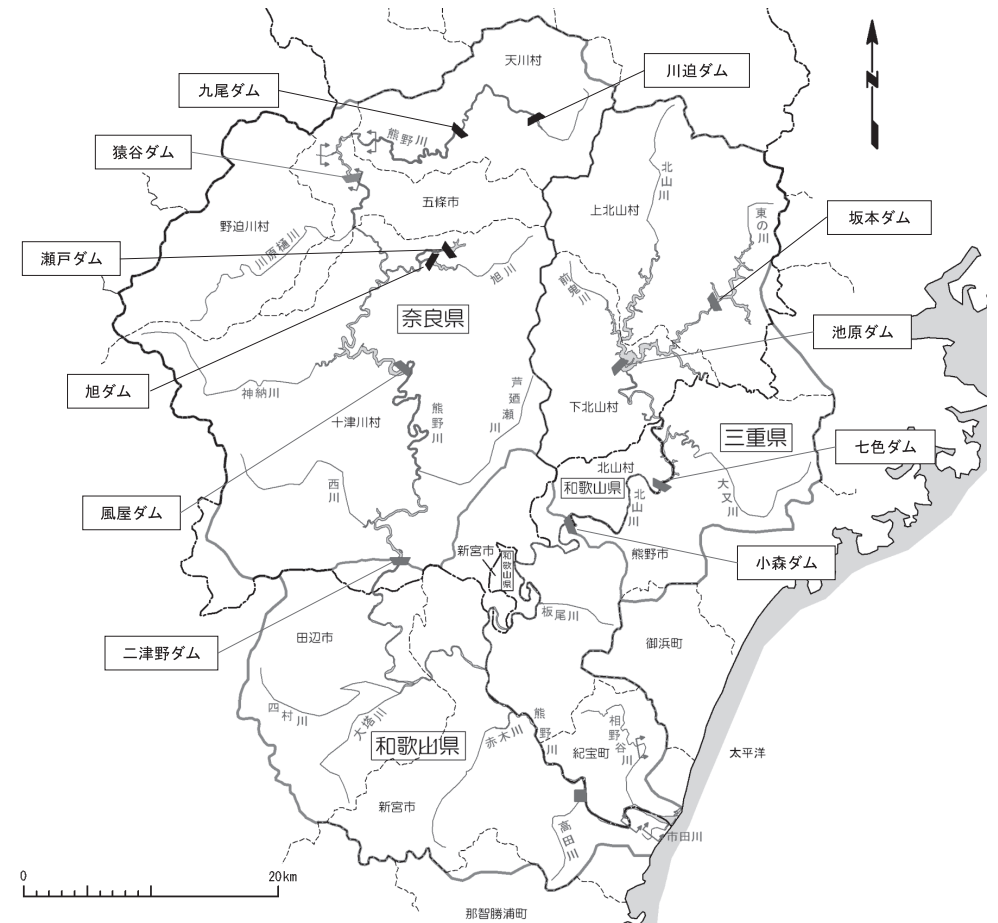 天川村
川迫ダム
九尾ダム
N
熊野川
猿谷ダム
北山川
五條市
上北山村
東の川
坂本ダム
野迫川村
川原樋川
瀬戸ダム
旭川
前鬼川
奈良県
池原ダム
旭ダム
神納川
芦廼瀬川
下北山村
十津川村
熊野川
三重県
七色ダム
北山村
和歌山県
大又川
西川
北山川
風屋ダム
新宮市
和歌山県
熊野市
小森ダム
板尾川
二津野ダム
田辺市
御浜町
四村川
大塔川
和歌山県
赤木川
熊野川
相野谷川
紀宝町
太平洋
新宮市
高田川
市田川
0
20km
那智勝浦町